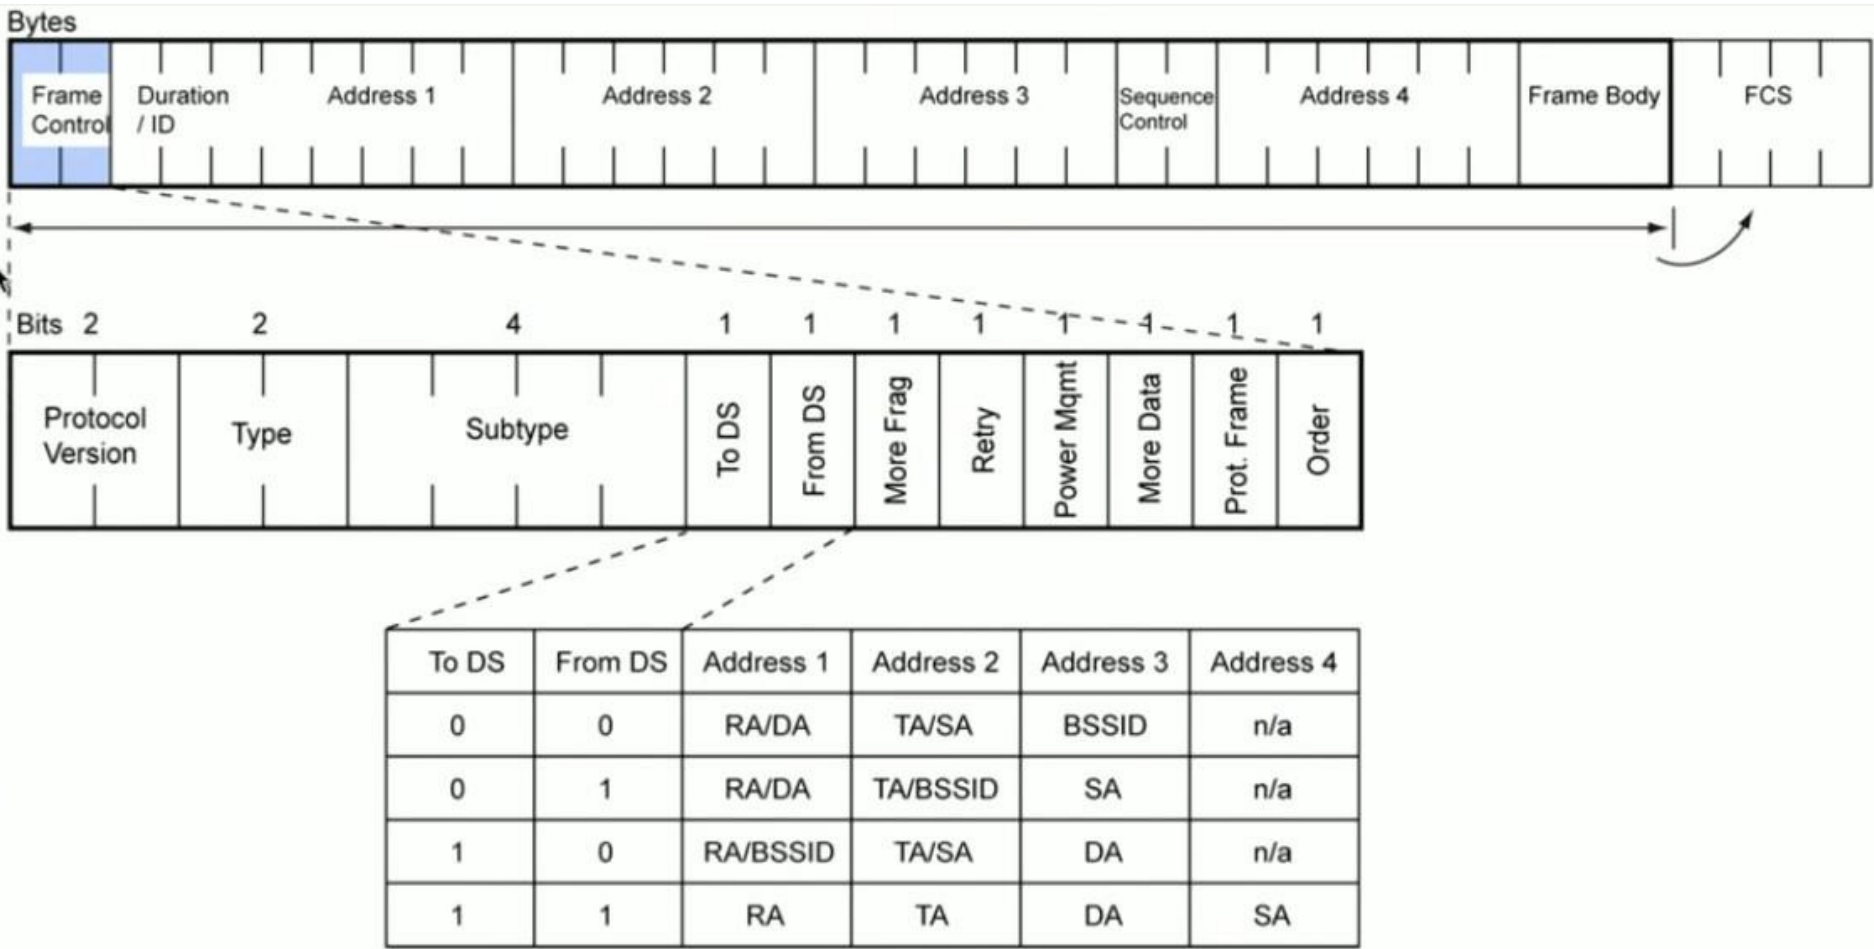 Bytes
Frame Control
Duration / ID
Address 1
Address 2
Address 3
Sequence Control
Address 4
Frame Body
FCS
Bits 2 2 4 1 1 1 1 1 1 1 1
Protocol Version
Type
Subtype
To DS
From DS
More Frag
Retry
Power Mqmt
More Data
Prot. Frame
Order
To DS From DS Address 1 Address 2 Address 3 Address 4
0 0 RA/DA TA/SA BSSID n/a
0 1 RA/DA TA/BSSID SA n/a
1 0 RA/BSSID TA/SA DA n/a
1 1 RA TA DA SA